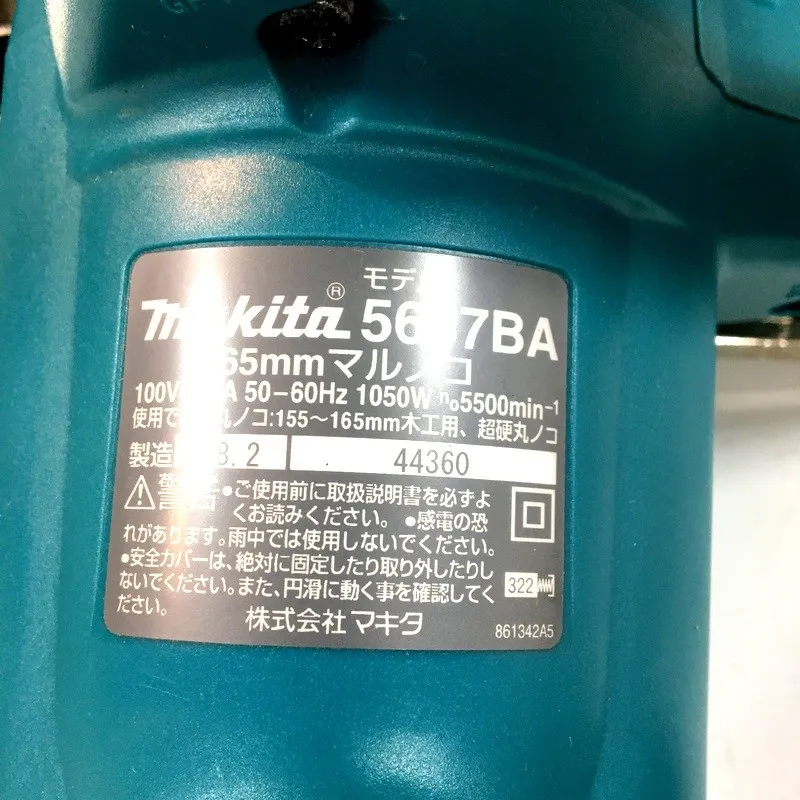 モデ
makita® 56 7BA
65mmマルノコ
100V A 50-60Hz 1050W n₀5500min⁻¹
使用で 丸ノコ:155~165mm木工用、超硬丸ノコ
製造 8.2 44360
警告 ●ご使用前に取扱説明書を必ずよ
くお読みください。 ●感電の恐
れがあります。雨中では使用しないでください。
●安全カバーは、絶対に固定したり取り外したりし
ないでください。また、円滑に動く事を確認してく
ださい。
322
株式会社 マキタ
861342A5